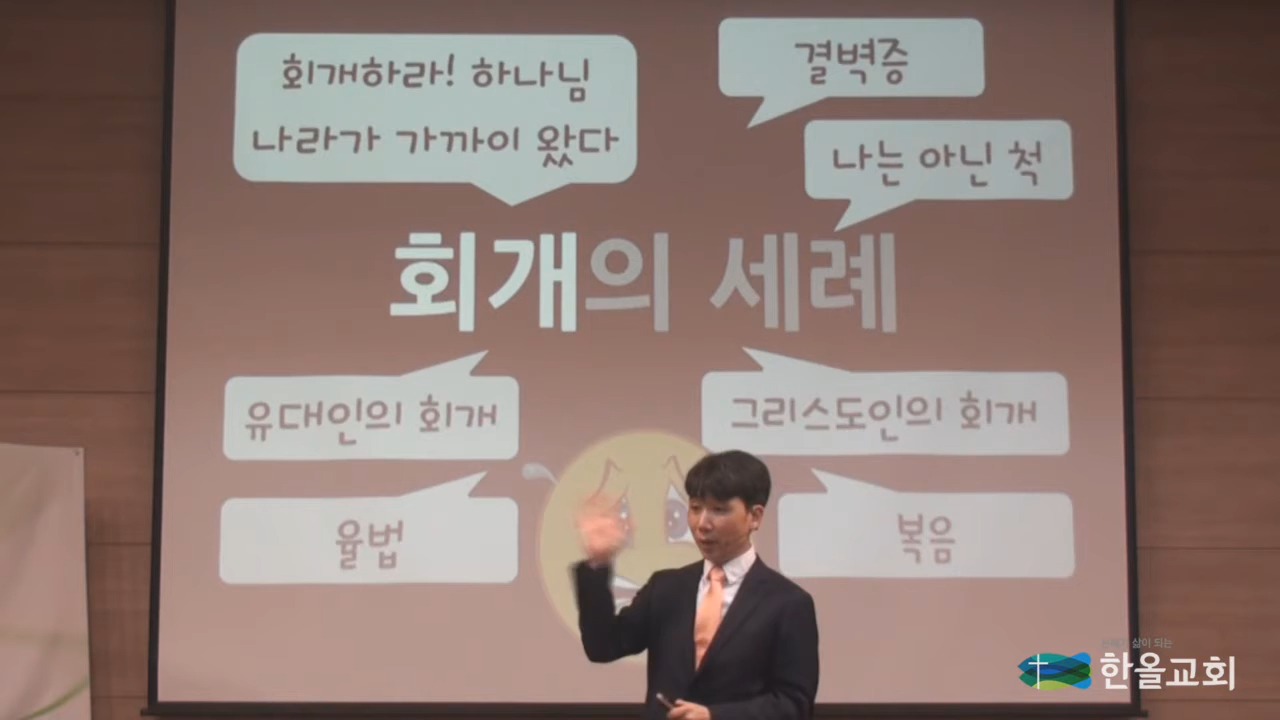 회개하라! 하나님
나라가 가까이 왔다
결벽증
나는 아닌 척
회개의 세례
유대인의 회개
그리스도인의 회개
율법
복음
삶이 되는
한울교회